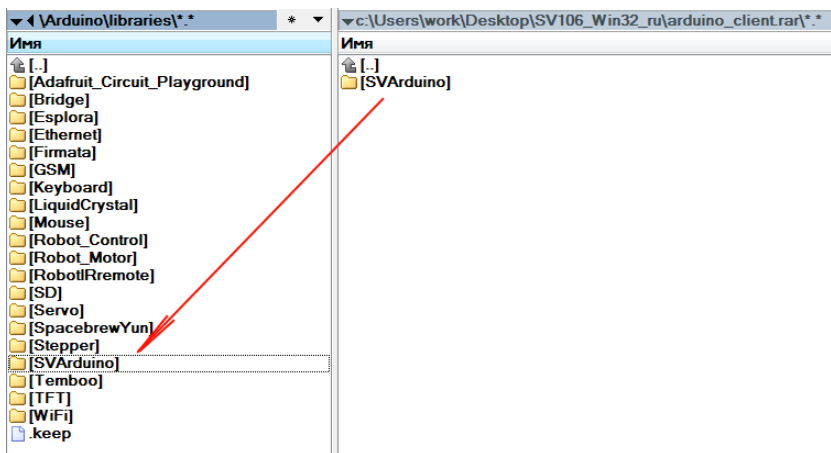 \Arduino\libraries\*.*
*
Имя
[..]
[Adafruit_Circuit_Playground]
[Bridge]
[Esplora]
[Ethernet]
[Firmata]
[GSM]
[Keyboard]
[LiquidCrystal]
[Mouse]
[Robot_Control]
[Robot_Motor]
[RobotIRremote]
[SD]
[Servo]
[SpacebrewYun]
[Stepper]
[SVArduino]
[Temboo]
[TFT]
[WiFi]
.keep
c:\Users\work\Desktop\SV106_Win32_ru\arduino_client.rar\*.*
Имя
[..]
[SVArduino]